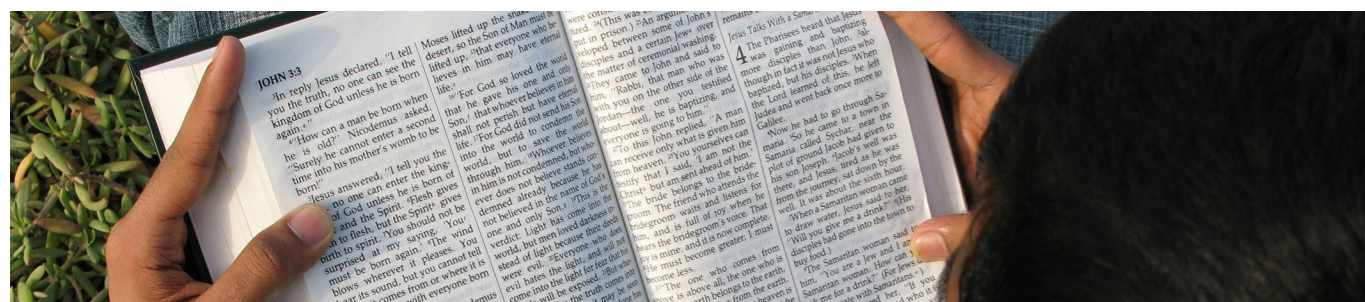 JOHN 3:3
³In reply Jesus declared, "I tell
you the truth, no one can see the
kingdom of God unless he is born
again."
⁴"How can a man be born when
he is old?" Nicodemus asked.
"Surely he cannot enter a second
time into his mother's womb to be
born!"
⁵Jesus answered, "I tell you the
no one can enter the king-
of God unless he is born of
and the Spirit. ⁶Flesh gives
to flesh, but the Spirit gives
birth to spirit. ⁷You should not be
surprised at my saying, 'You
must be born again.' ⁸The wind
blows wherever it pleases. You
hear its sound, but you cannot tell
comes from or where it is
with everyone born
Moses lifted up the snake
desert, so the Son of Man must be
lifted up, ¹⁵that everyone who be-
lieves in him may have eternal
life.
¹⁶"For God so loved the world
that he gave his one and only
Son, that whoever believes in him
shall not perish but have eternal
life. ¹⁷For God did not send his Son
into the world to condemn the
world, but to save the world
through him. ¹⁸Whoever believes
in him is not condemned, but who-
ever does not believe stands con-
demned already because he has
not believed in the name of God's
one and only Son. ¹⁹This is the
verdict: Light has come into the
world, but men loved darkness in-
stead of light because their deeds
were evil. ²⁰Everyone who does
evil hates the light, and will not
come into the light for fear that his
will be exposed. ²¹But who
the truth comes into
may be seen
²⁴(This was
put in prison.) ²⁵An argument
veloped between some of John's
disciples and a certain Jew over
the matter of ceremonial washing.
²⁶They came to John and said to
him, "Rabbi, that man who was
with you on the other side of the
Jordan—the one you testified
about—well, he is baptizing, and
everyone is going to him."
²⁷To this John replied, "A man
can receive only what is given him
from heaven. ²⁸You yourselves can
testify that I said, 'I am not the
Christ but am sent ahead of him.'
The bride belongs to the bride-
groom. The friend who attends the
bridegroom waits and listens for
him, and is full of joy when he
hears the bridegroom's voice. That
joy is mine, and it is now complete.
³⁰He must become greater; I must
become less.
³¹"The one who comes from
above is above all; the one who is
from the earth belongs to the earth,
Jesus Talks With a Samaritan
4 The Pharisees heard that Jesus
was gaining and baptizing
more disciples than John, ²al-
though in fact it was not Jesus who
baptized, but his disciples. ³When
the Lord learned of this, he left
Judea and went back once more to
Galilee.
⁴Now he had to go through Sa-
maria. ⁵So he came to a town in
Samaria called Sychar, near the
plot of ground Jacob had given to
his son Joseph. ⁶Jacob's well was
there, and Jesus, tired as he was
from the journey, sat down by the
well. It was about the sixth hour.
⁷When a Samaritan woman came
to draw water, Jesus said to her,
"Will you give me a drink?" ⁸(His
disciples had gone into the town to
buy food.)
⁹The Samaritan woman said to
"You are a Jew and I am
Samaritan woman. How can
me for a drink?" (For Jews
"If you